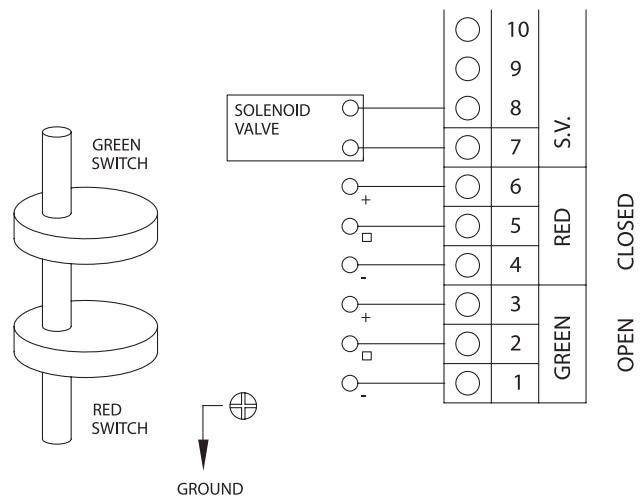 10
9
8
7
6
5
4
3
2
1
S.V.
RED
GREEN
CLOSED
OPEN
SOLENOID
VALVE
+
□
-
+
□
-
GREEN
SWITCH
RED
SWITCH
GROUND